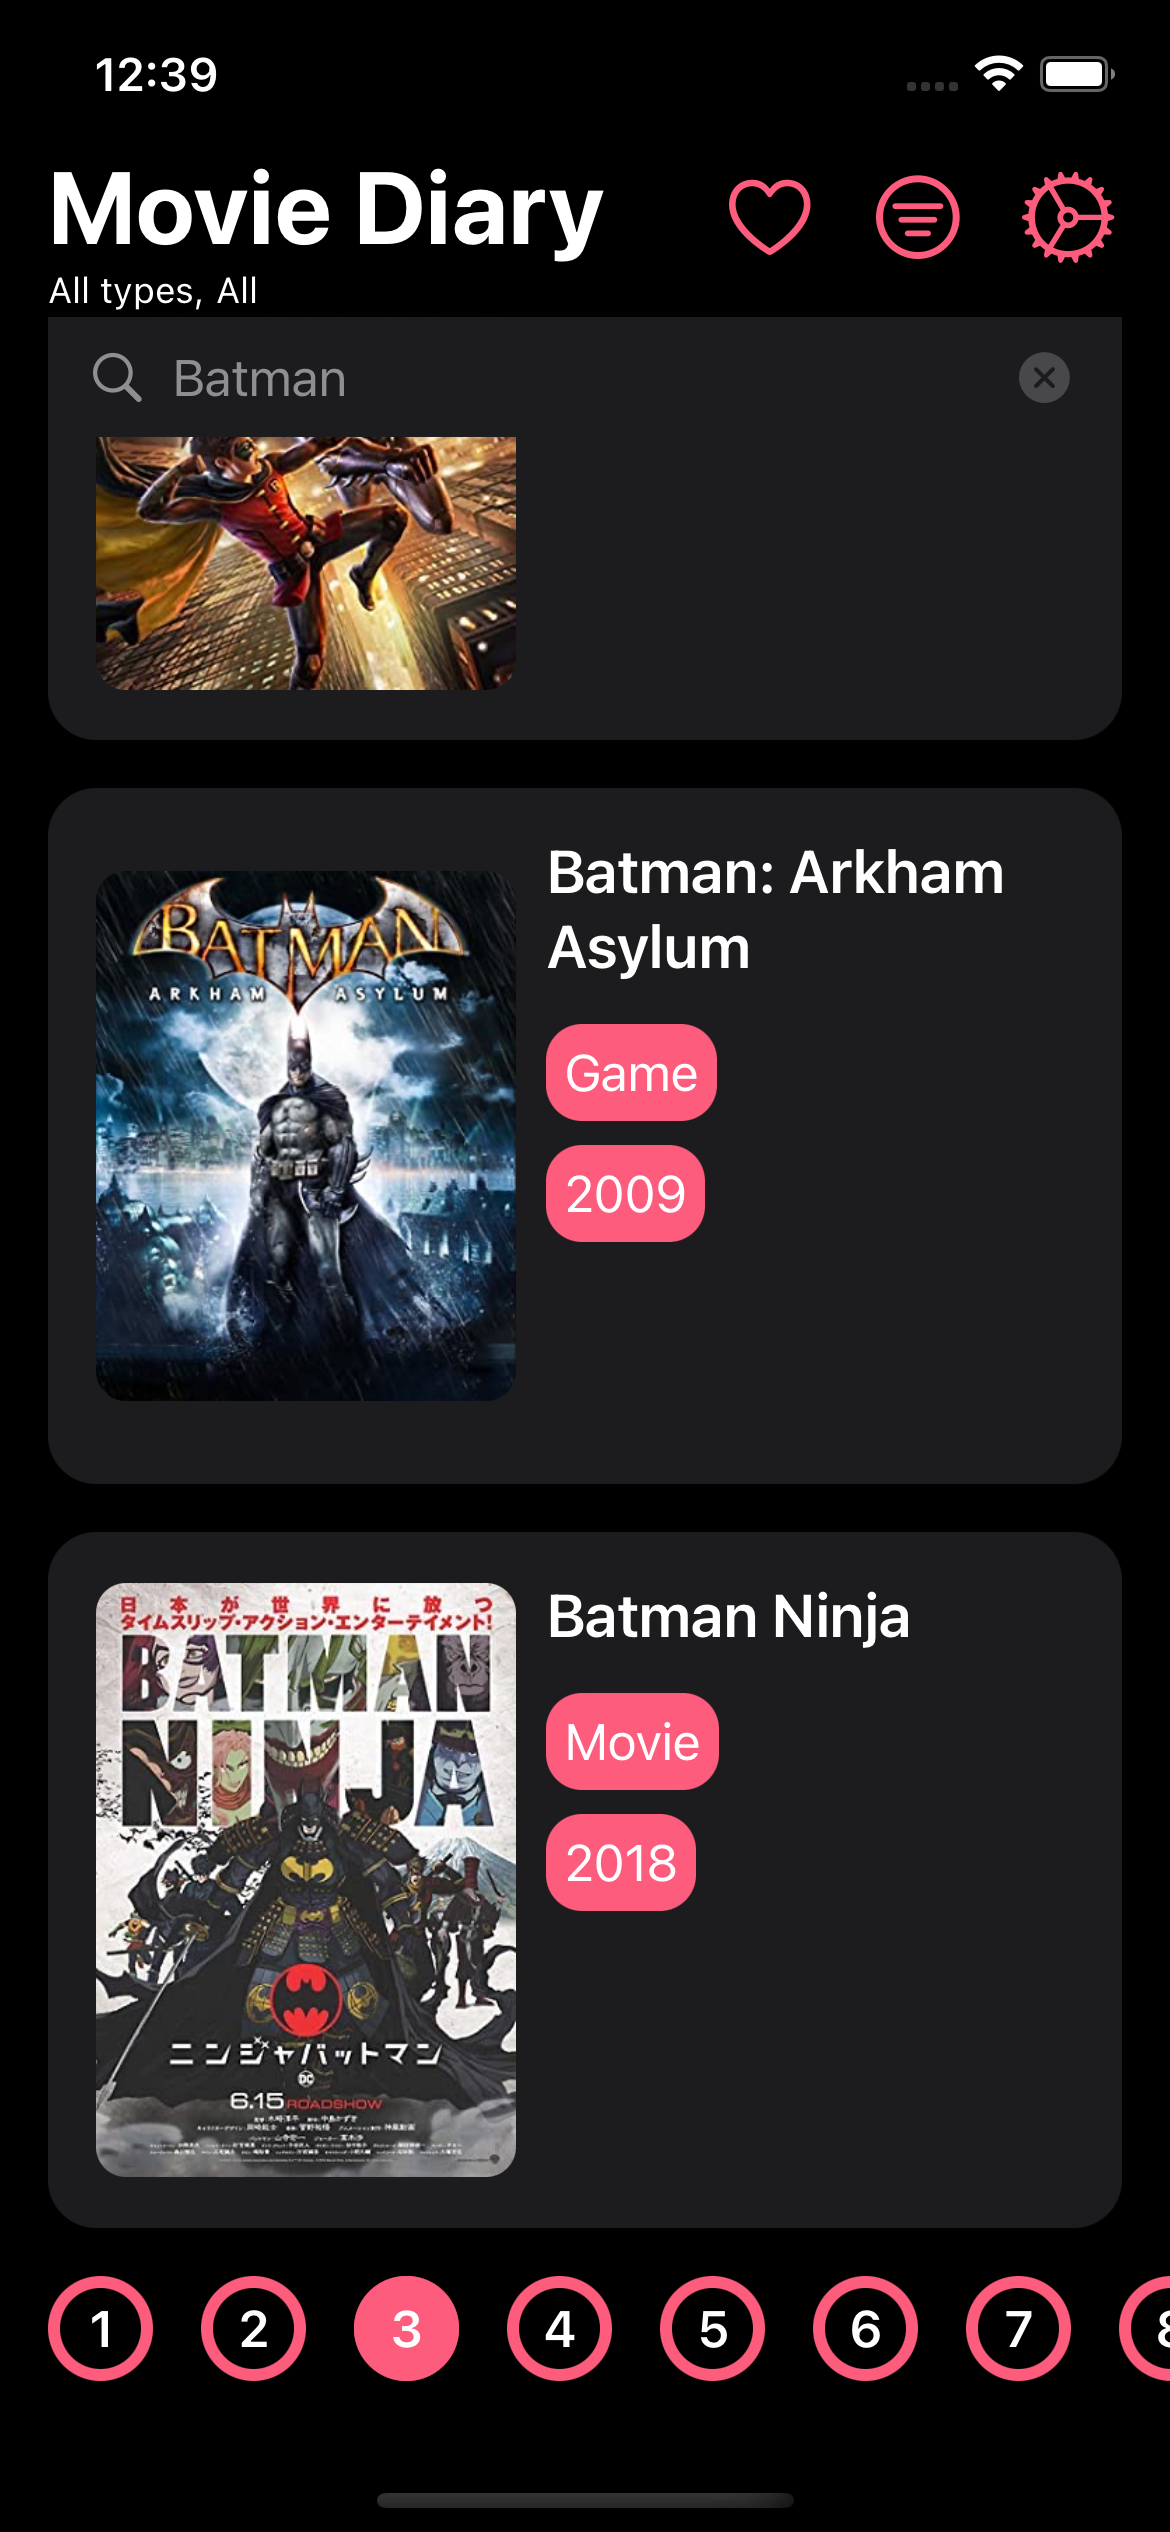 12:39
Movie Diary
All types, All
Batman
R
Batman: Arkham
Asylum
BATMAN
ARKHAM ASYLUM
Game
2009
Batman Ninja
日本が世界に放つ
タイムスリップ・アクション・エンターテイメント!
BATMAN
NINJA
ニンジャバットマン
DC
6.15 ROADSHOW
Movie
2018
1 2 3 4 5 6 7 8